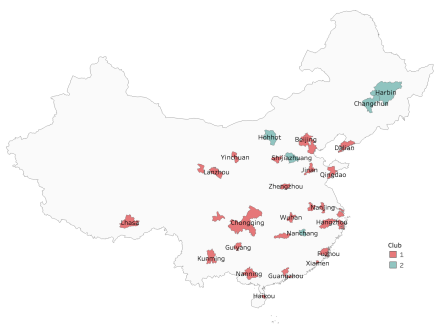 Harbin
Changchun
Hohhot
Beijing
Dalian
Yinchuan
Shijiazhuang
Lanzhou
Jinan
Qingdao
Zhengzhou
Nanjing
Lhasa
Chongqing
Wuhan
Hangzhou
Nanchang
Guiyang
Kunming
Fuzhou
Xiamen
Nanning
Guangzhou
Haikou
Club
1
2